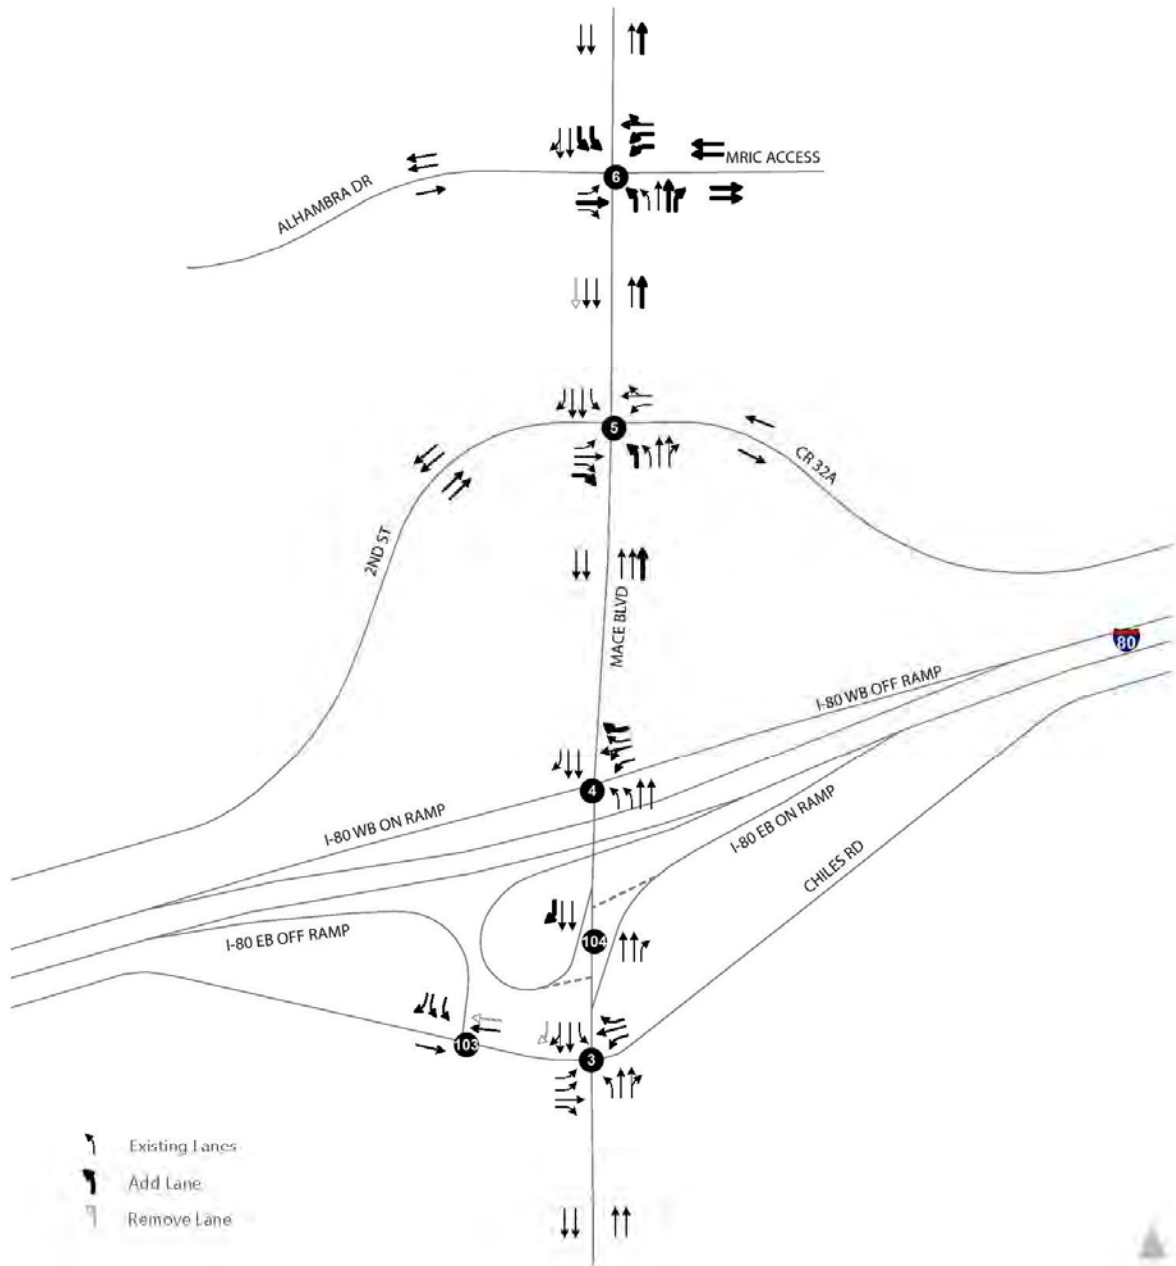 MRIC ACCESS
6
ALHAMBRA DR
5
CR 32A
2ND ST
MACE BLVD
80
I-80 WB OFF RAMP
4
I-80 WB ON RAMP
I-80 EB ON RAMP
CHILES RD
104
I-80 EB OFF RAMP
103
3
Existing Lanes
Add Lane
Remove Lane